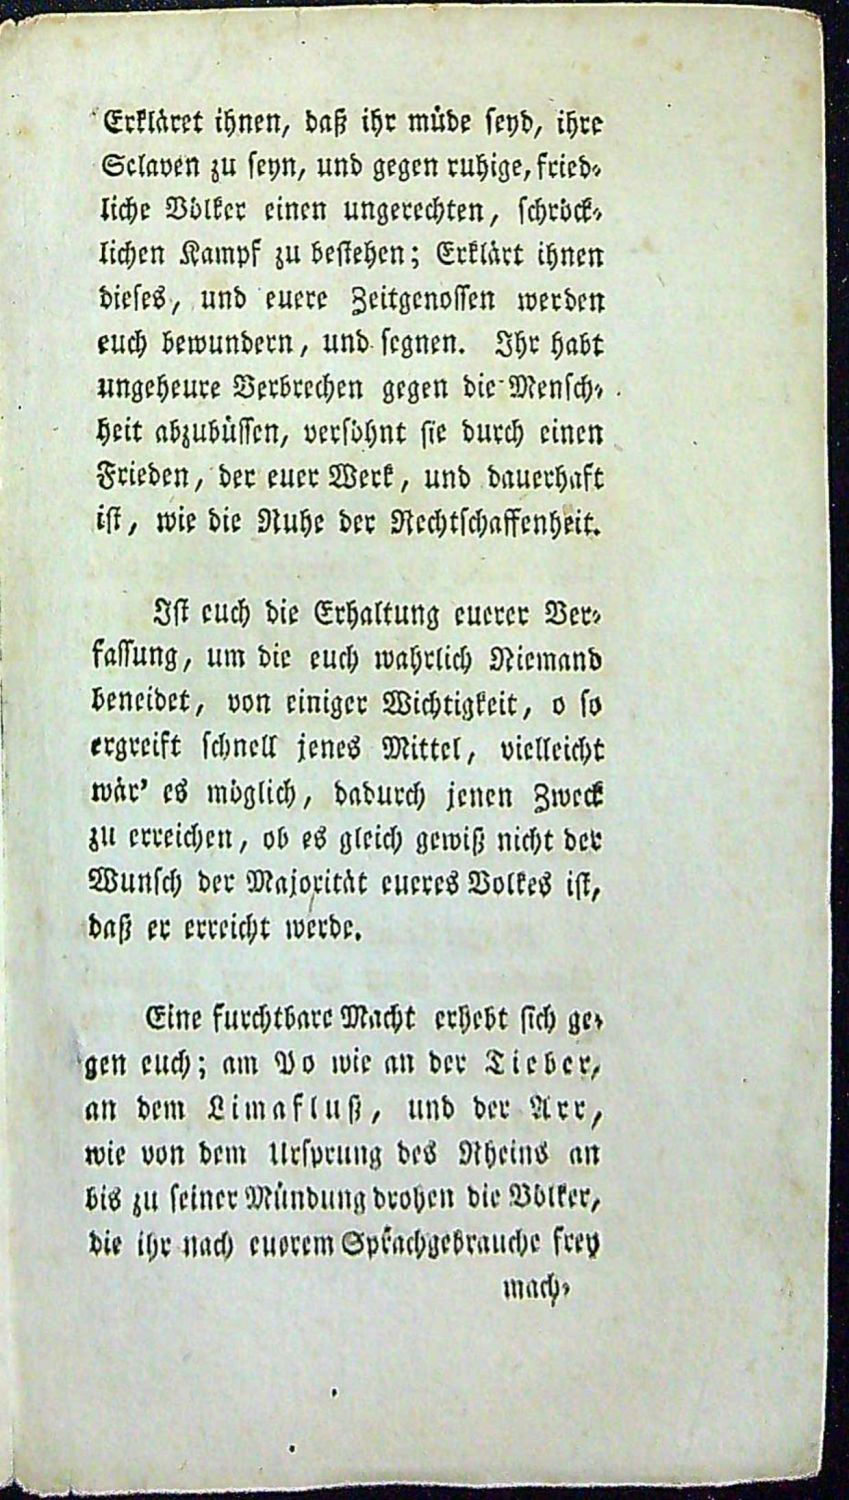 Erkläret ihnen, daß ihr müde seyd, ihre
Sclaven zu seyn, und gegen ruhige, fried-
liche Völker einen ungerechten, schröck-
lichen Kampf zu bestehen; Erklärt ihnen
dieses, und euere Zeitgenossen werden
euch bewundern, und segnen. Ihr habt
ungeheure Verbrechen gegen die Mensch-
heit abzubüssen, versöhnt sie durch einen
Frieden, der euer Werk, und dauerhaft
ist, wie die Ruhe der Rechtschaffenheit.
Ist euch die Erhaltung euerer Ver-
fassung, um die euch wahrlich Niemand
beneidet, von einiger Wichtigkeit, o so
ergreift schnell jenes Mittel, vielleicht
wär' es möglich, dadurch jenen Zweck
zu erreichen, ob es gleich gewiß nicht der
Wunsch der Majorität eueres Volkes ist,
daß er erreicht werde.
Eine furchtbare Macht erhebt sich ge-
gen euch; am Po wie an der Tieber,
an dem Limafluß, und der Arr,
wie von dem Ursprung des Rheins an
bis zu seiner Mündung drohen die Völker,
die ihr nach euerem Sprachgebrauche frey
mach-